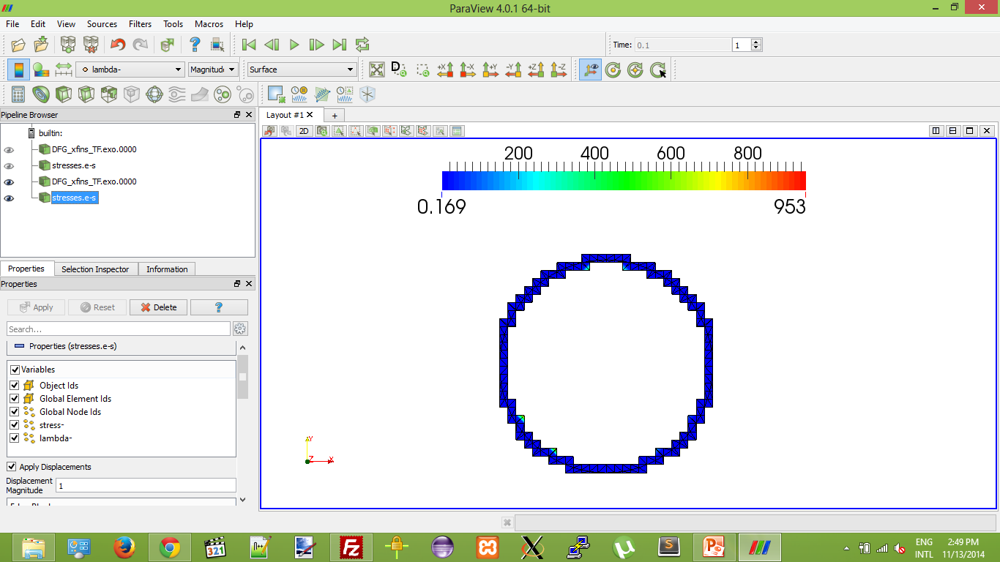 ParaView 4.0.1 64-bit
File Edit View Sources Filters Tools Macros Help
Time: 0.1 1
lambda- Magnitude Surface
Pipeline Browser
Layout #1
2D
builtin:
DFG_xfins_TF.exo.0000
stresses.e-s
DFG_xfins_TF.exo.0000
stresses.e-s
200 400 600 800
0.169 953
Properties Selection Inspector Information
Properties
Apply Reset Delete ?
Search...
Properties (stresses.e-s)
Variables
Object Ids
Global Element Ids
Global Node Ids
stress-
lambda-
Apply Displacements
Displacement
Magnitude
1
Y
Z X
ENG
INTL
2:49 PM
11/13/2014